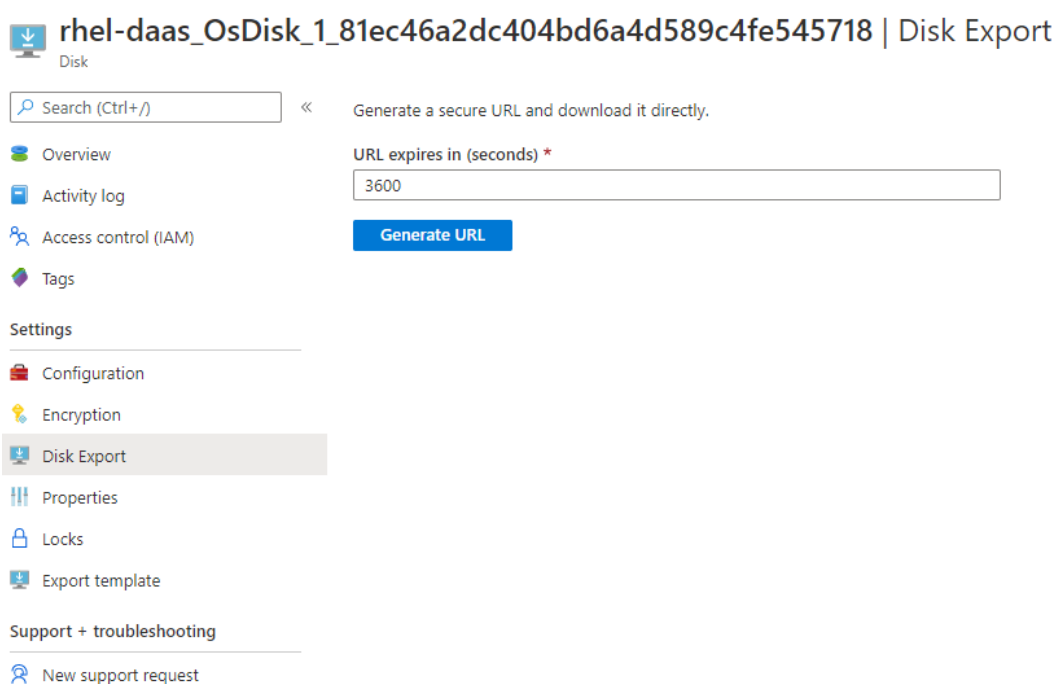 rhel-daas_OsDisk_1_81ec46a2dc404bd6a4d589c4fe545718 | Disk Export
Disk
Search (Ctrl+/)
«
Overview
Activity log
Access control (IAM)
Tags
Settings
Configuration
Encryption
Disk Export
Properties
Locks
Export template
Support + troubleshooting
New support request
Generate a secure URL and download it directly.
URL expires in (seconds) *
3600
Generate URL